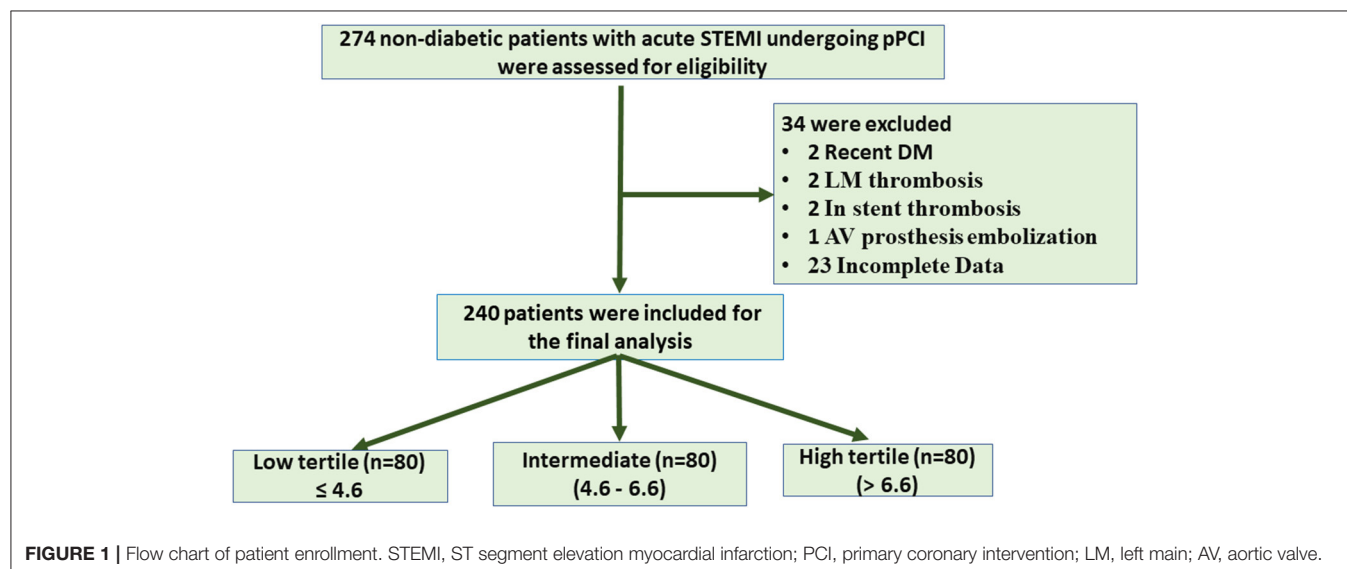 274 non-diabetic patients with acute STEMI undergoing pPCI
were assessed for eligibility
34 were excluded
• 2 Recent DM
• 2 LM thrombosis
• 2 In stent thrombosis
• 1 AV prosthesis embolization
• 23 Incomplete Data
240 patients were included for
the final analysis
Low tertile (n=80)
≤ 4.6
Intermediate (n=80)
(4.6 - 6.6)
High tertile (n=80)
(> 6.6)
FIGURE 1 | Flow chart of patient enrollment. STEMI, ST segment elevation myocardial infarction; PCI, primary coronary intervention; LM, left main; AV, aortic valve.